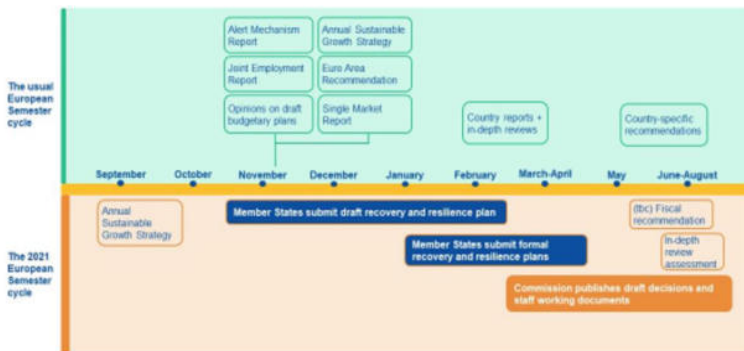 The usual
European
Semester
cycle
Alert Mechanism
Report
Annual Sustainable
Growth Strategy
Joint Employment
Report
Euro Area
Recommendation
Opinions on draft
budgetary plans
Single Market
Report
Country reports +
in-depth reviews
Country-specific
recommendations
September
October
November
December
January
February
March-April
May
June-August
The 2021
European
Semester
cycle
Annual
Sustainable
Growth Strategy
Member States submit draft recovery and resilience plan
Member States submit formal
recovery and resilience plans
Commission publishes draft decisions and
staff working documents
(tbc) Fiscal
recommendation
In-depth
review
assessment